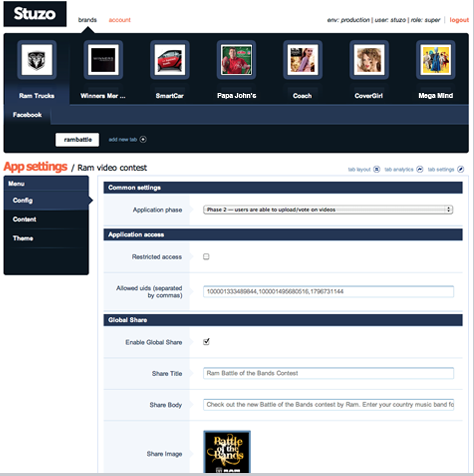 Stuzo
brands account
env: production | user: stuzo | role: super | logout
Ram Trucks Winners Mer ... SmartCar Papa John's Coach CoverGirl Mega Mind
Facebook
rambattle add new tab
App settings / Ram video contest
tab layout tab analytics tab settings
Menu
Config
Content
Theme
Common settings
Application phase Phase 2 — users are able to upload/vote on videos
Application access
Restricted access
Allowed uids (separated by commas) 100001333489844,100001495680516,1796731144
Global Share
Enable Global Share
Share Title Ram Battle of the Bands Contest
Share Body Check out the new Battle of the Bands contest by Ram. Enter your country music band fo
Share Image
Battle
of the
Bands
RAM